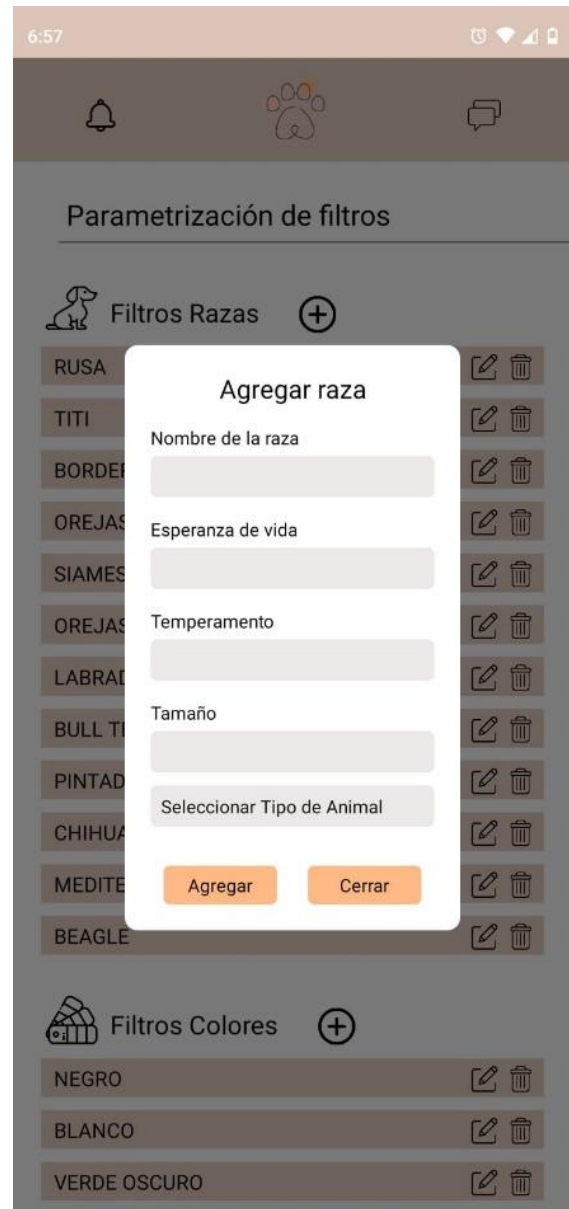 6:57
Parametrización de filtros
Filtros Razas
RUSA
TITI
BORDE
OREJAS
SIAMES
OREJAS
LABRAD
BULL T
PINTAD
CHIHUA
MEDITE
BEAGLE
Agregar raza
Nombre de la raza
Esperanza de vida
Temperamento
Tamaño
Seleccionar Tipo de Animal
Agregar Cerrar
Filtros Colores
NEGRO
BLANCO
VERDE OSCURO